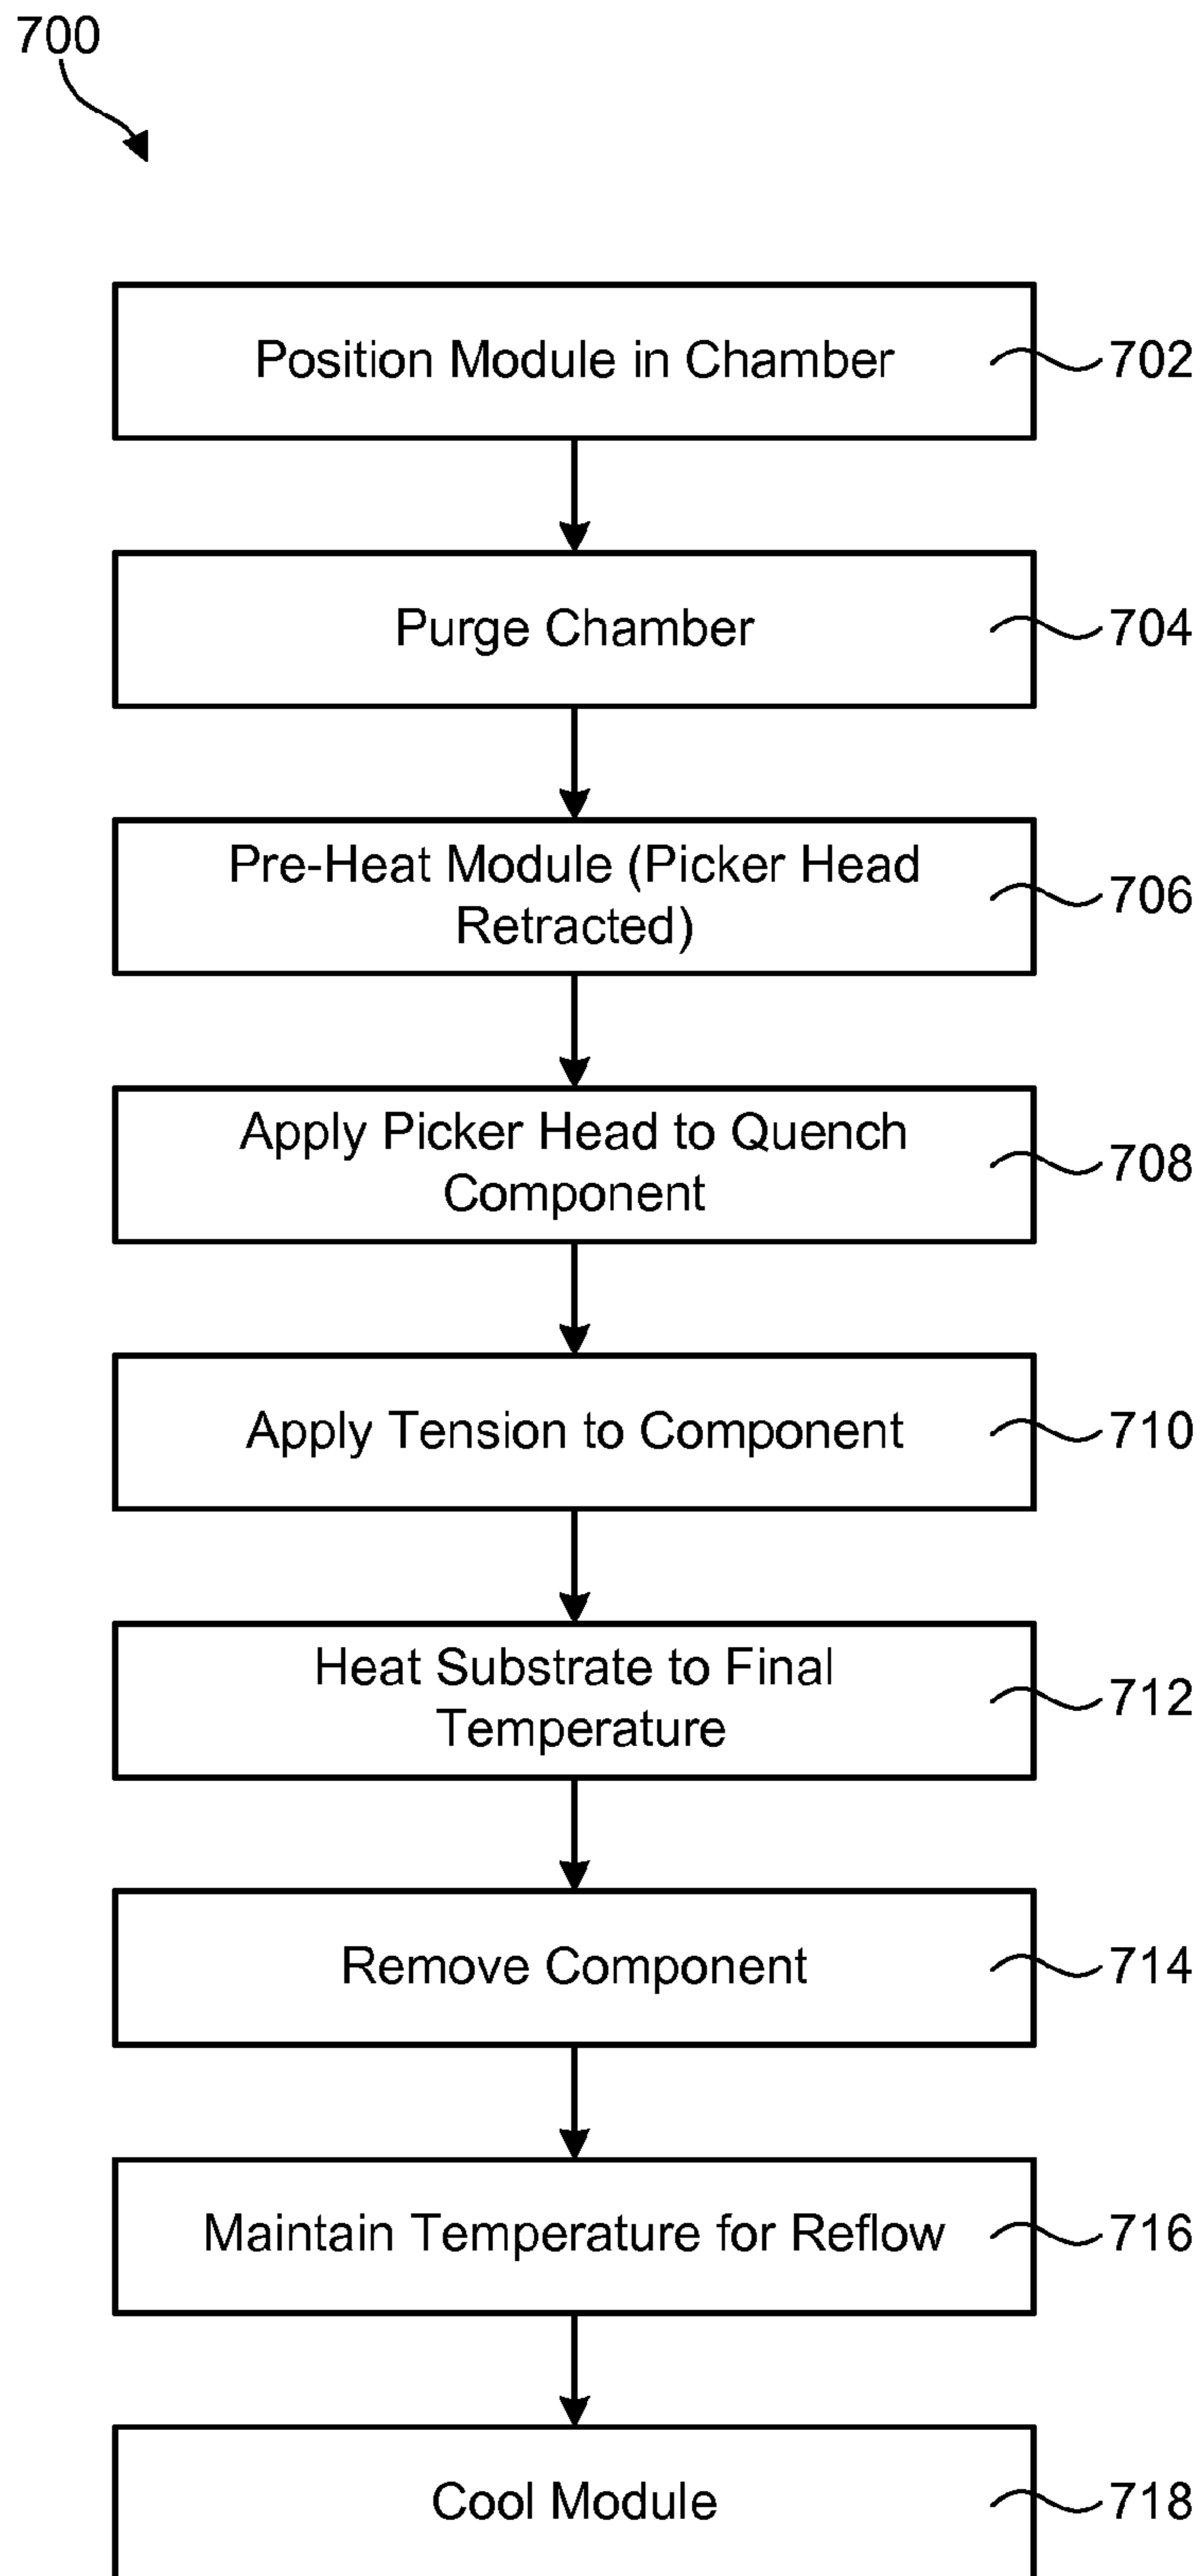 700
Position Module in Chamber
702
Purge Chamber
704
Pre-Heat Module (Picker Head
Retracted)
706
Apply Picker Head to Quench
Component
708
Apply Tension to Component
710
Heat Substrate to Final
Temperature
712
Remove Component
714
Maintain Temperature for Reflow
716
Cool Module
718